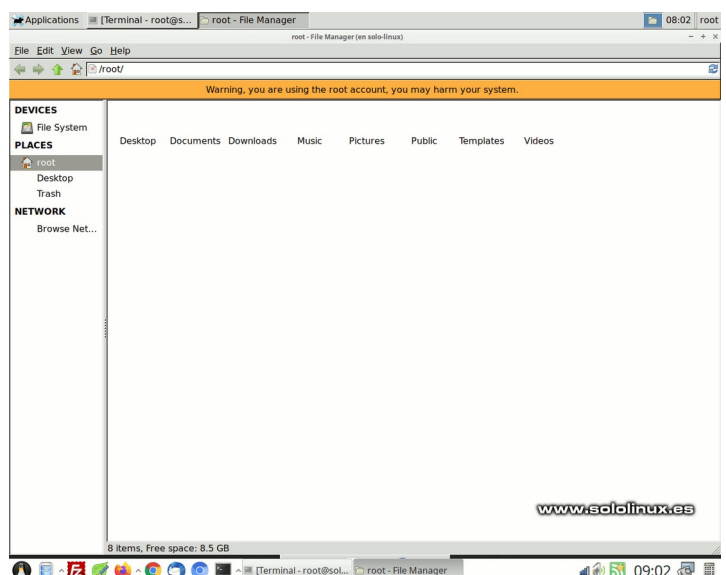 Applications [Terminal - root@s... root - File Manager 08:02 root
root - File Manager (en solo-linux)
File Edit View Go Help
/root/
Warning, you are using the root account, you may harm your system.
DEVICES
File System
PLACES
root
Desktop
Trash
NETWORK
Browse Net...
Desktop Documents Downloads Music Pictures Public Templates Videos
www.sololinux.es
8 items, Free space: 8.5 GB
[Terminal - root@sol... root - File Manager 09:02